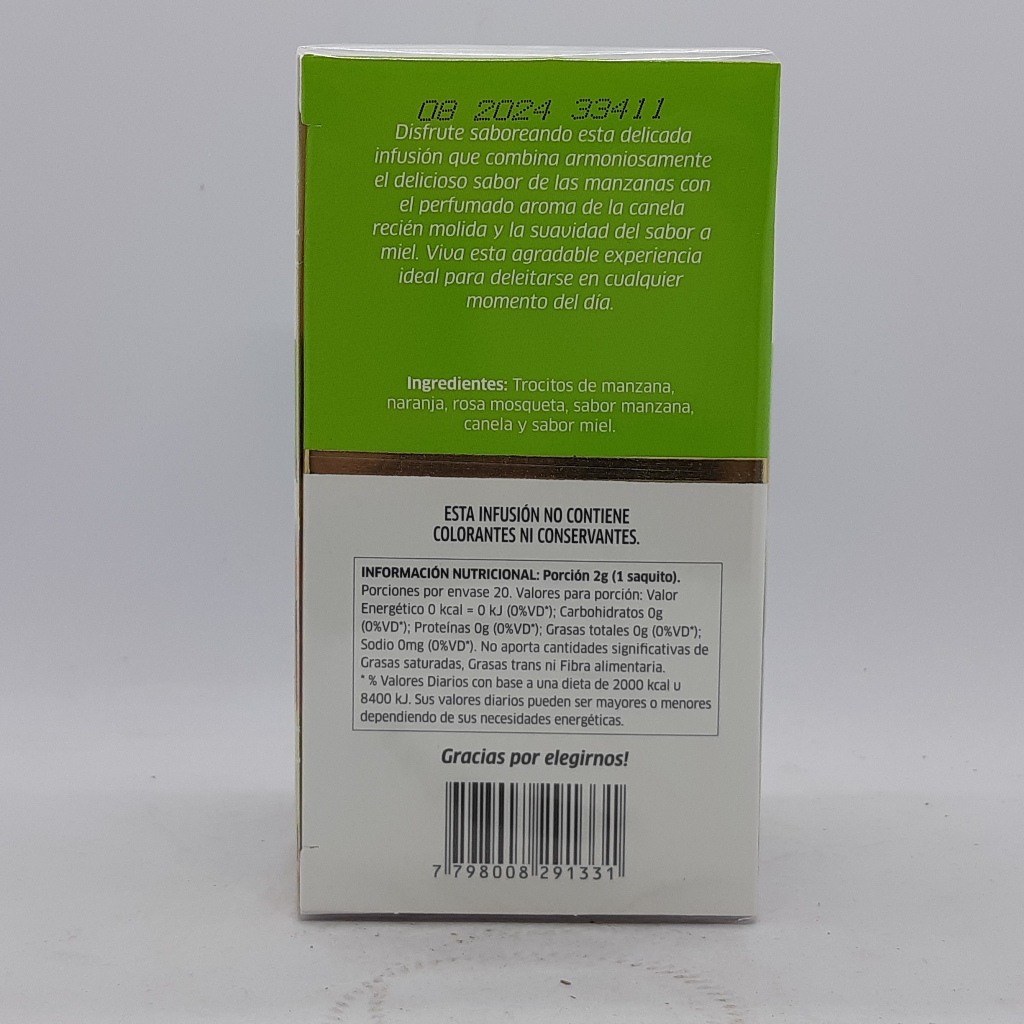 08 2024 33411
Disfrute saboreando esta delicada
infusión que combina armoniosamente
el delicioso sabor de las manzanas con
el perfumado aroma de la canela
recién molida y la suavidad del sabor a
miel. Viva esta agradable experiencia
ideal para deleitarse en cualquier
momento del día.
Ingredientes: Trocitos de manzana,
naranja, rosa mosqueta, sabor manzana,
canela y sabor miel.
ESTA INFUSIÓN NO CONTIENE
COLORANTES NI CONSERVANTES.
INFORMACIÓN NUTRICIONAL: Porción 2g (1 saquito).
Porciones por envase 20. Valores para porción: Valor
Energético 0 kcal = 0 kJ (0%VD*); Carbohidratos 0g
(0%VD*); Proteínas 0g (0%VD*); Grasas totales 0g (0%VD*);
Sodio 0mg (0%VD*). No aporta cantidades significativas de
Grasas saturadas, Grasas trans ni Fibra alimentaria.
* % Valores Diarios con base a una dieta de 2000 kcal u
8400 kJ. Sus valores diarios pueden ser mayores o menores
dependiendo de sus necesidades energéticas.
Gracias por elegirnos!
7 798008 291331